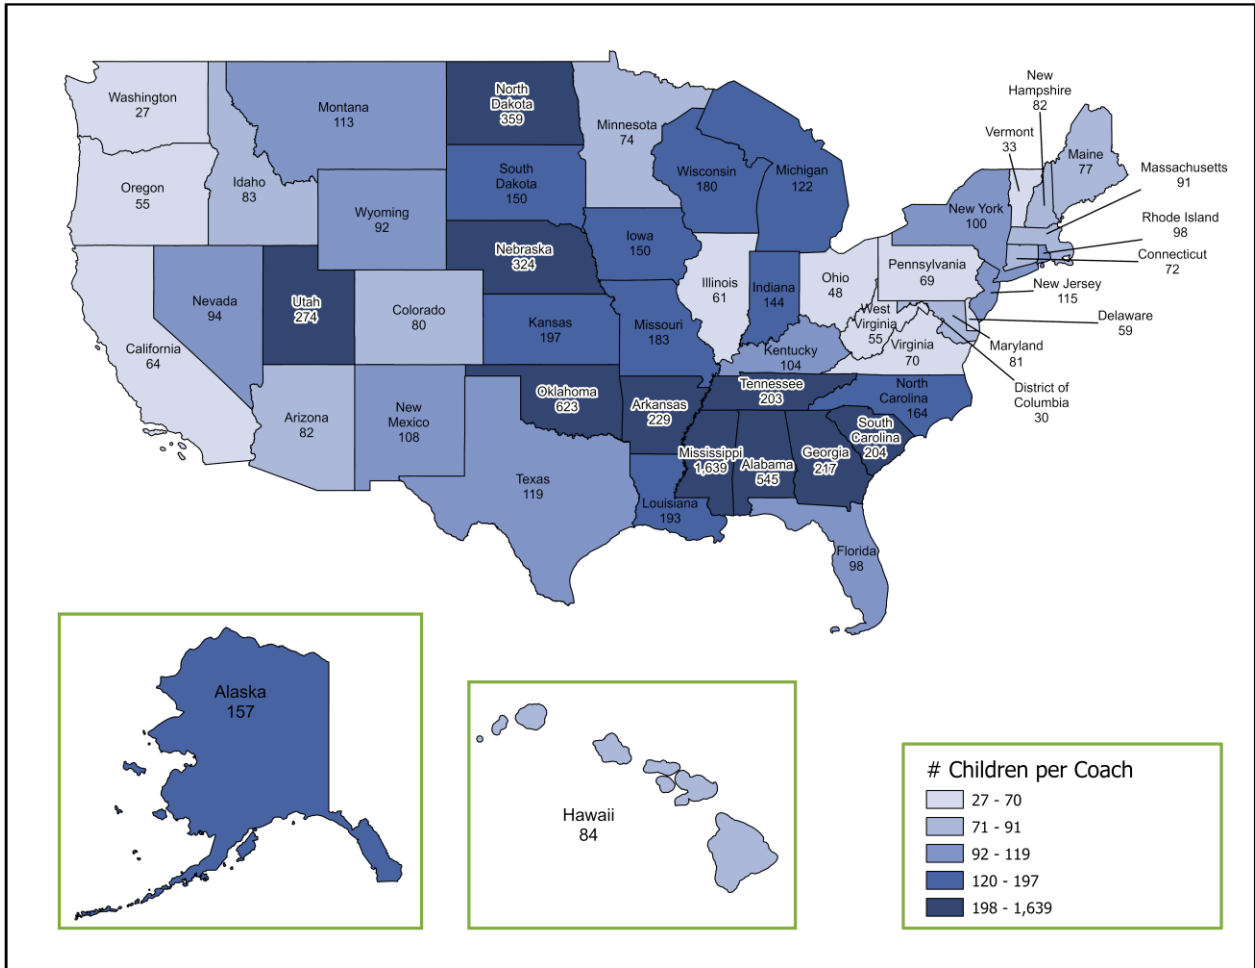 Washington
27
Montana
113
North
Dakota
359
Minnesota
74
New
Hampshire
82
Vermont
33
Maine
77
Massachusetts
91
Oregon
55
Idaho
83
Wyoming
92
South
Dakota
150
Wisconsin
180
Michigan
122
New York
100
Rhode Island
98
Connecticut
72
Nebraska
324
Iowa
150
Illinois
61
Indiana
144
Ohio
48
Pennsylvania
69
New Jersey
115
Delaware
59
Maryland
81
District of
Columbia
30
California
64
Nevada
94
Utah
274
Colorado
80
Kansas
197
Missouri
183
Kentucky
104
West
Virginia
55
Virginia
70
Arizona
82
New
Mexico
108
Oklahoma
623
Arkansas
229
Tennessee
203
North
Carolina
164
South
Carolina
204
Texas
119
Louisiana
193
Mississippi
1,639
Alabama
545
Georgia
217
Florida
98
Alaska
157
Hawaii
84
# Children per Coach
27 - 70
71 - 91
92 - 119
120 - 197
198 - 1,639